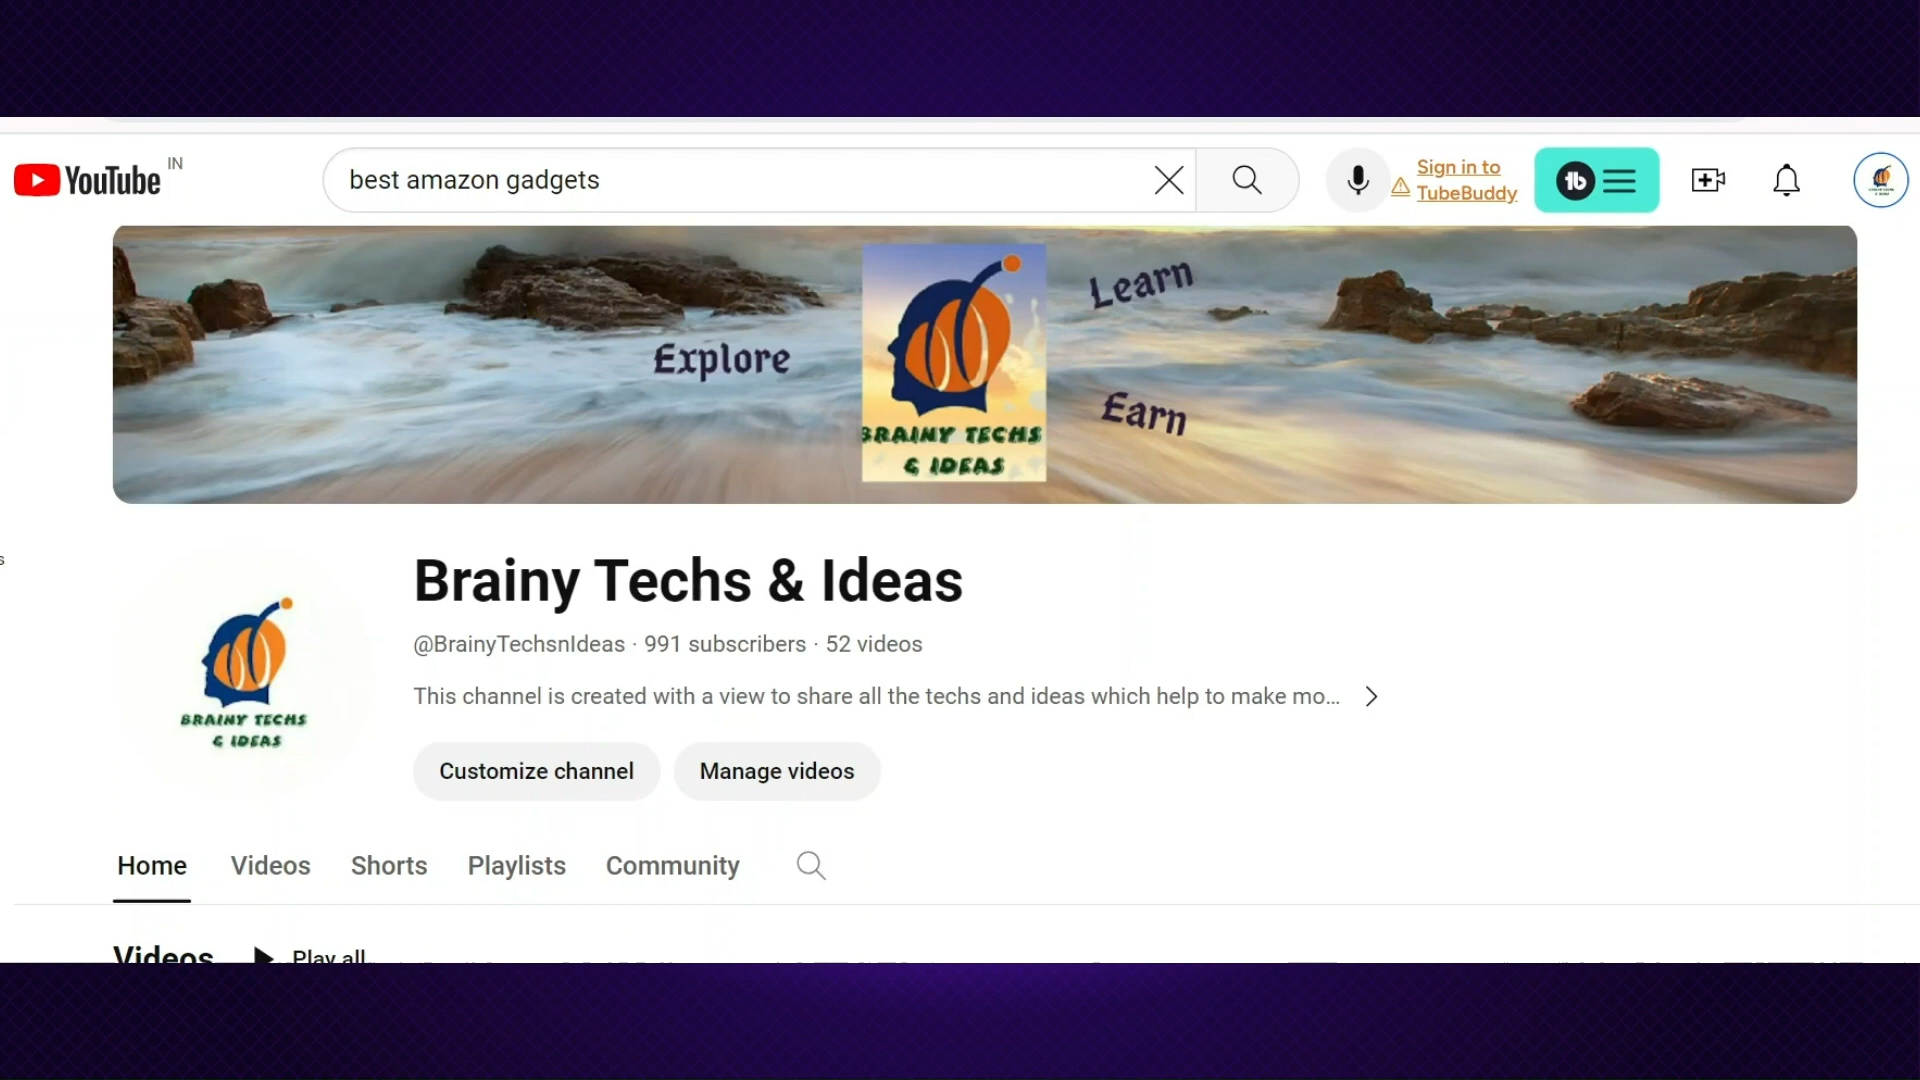 YouTube IN
best amazon gadgets
Sign in to
TubeBuddy
Learn
Explore
Earn
BRAINY TECHS
& IDEAS
Brainy Techs & Ideas
@BrainyTechsnIdeas · 991 subscribers · 52 videos
This channel is created with a view to share all the techs and ideas which help to make mo...
BRAINY TECHS
& IDEAS
Customize channel
Manage videos
Home
Videos
Shorts
Playlists
Community
Videos
Play all